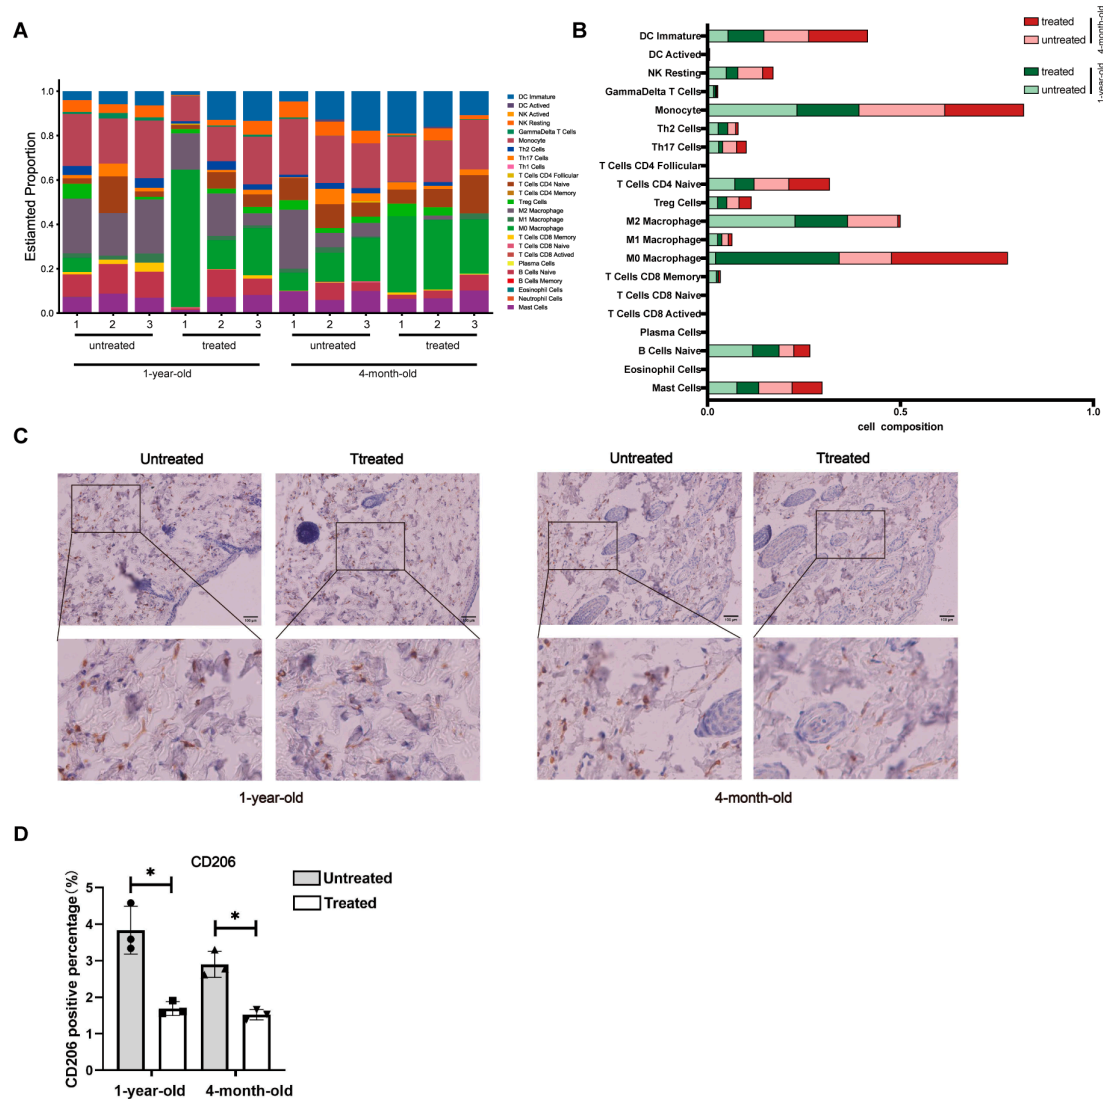 A
Estiamnted Proportion
1.0
0.8
0.6
0.4
0.2
0.0
1 2 3 1 2 3 1 2 3 1 2 3
untreated treated untreated treated
1-year-old 4-month-old
DC Immature
DC Actived
NK Actived
NK Resting
GammaDelta T Cells
Monocyte
Th2 Cells
Th17 Cells
Th1 Cells
T Cells CD4 Follicular
T Cells CD4 Naive
T Cells CD4 Memory
Treg Cells
M2 Macrophage
M1 Macrophage
M0 Macrophage
T Cells CD8 Memory
T Cells CD8 Naive
T Cells CD8 Actived
Plasma Cells
B Cells Naive
B Cells Memory
Eosinophil Cells
Neutrophil Cells
Mast Cells
B
treated
untreated
4-month-old
treated
untreated
1-year-old
DC Immature
DC Actived
NK Resting
GammaDelta T Cells
Monocyte
Th2 Cells
Th17 Cells
T Cells CD4 Follicular
T Cells CD4 Naive
Treg Cells
M2 Macrophage
M1 Macrophage
M0 Macrophage
T Cells CD8 Memory
T Cells CD8 Naive
T Cells CD8 Actived
Plasma Cells
B Cells Naive
Eosinophil Cells
Mast Cells
0.0 0.5 1.0
cell composition
C
Untreated Ttreated Untreated Ttreated
1-year-old 4-month-old
D
CD206
CD206 positive percentage(%)
5
4
3
2
1
0
* *
Untreated
Treated
1-year-old 4-month-old